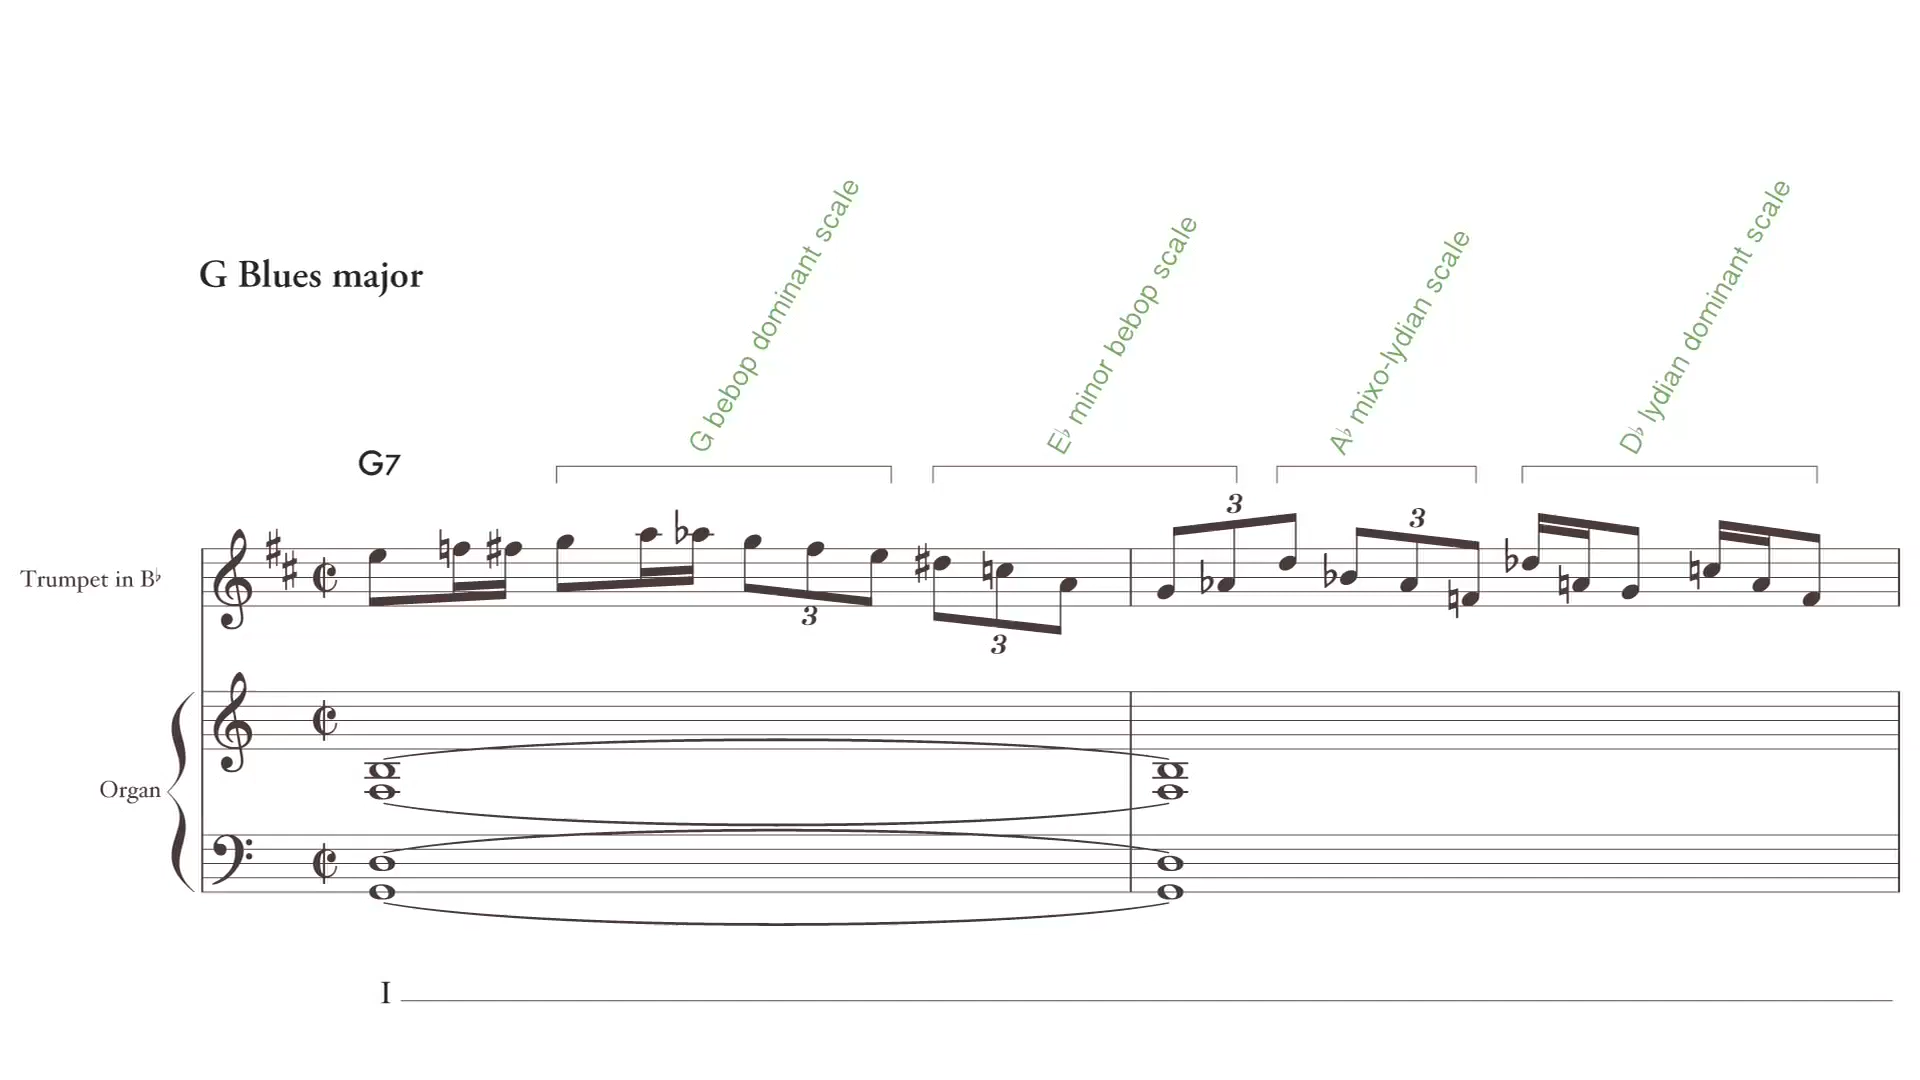 G Blues major
G bebop dominant scale
E♭ minor bebop scale
A♭ mixo-lydian scale
D♭ lydian dominant scale
G7
3
3
3
3
Trumpet in B♭
Organ
I